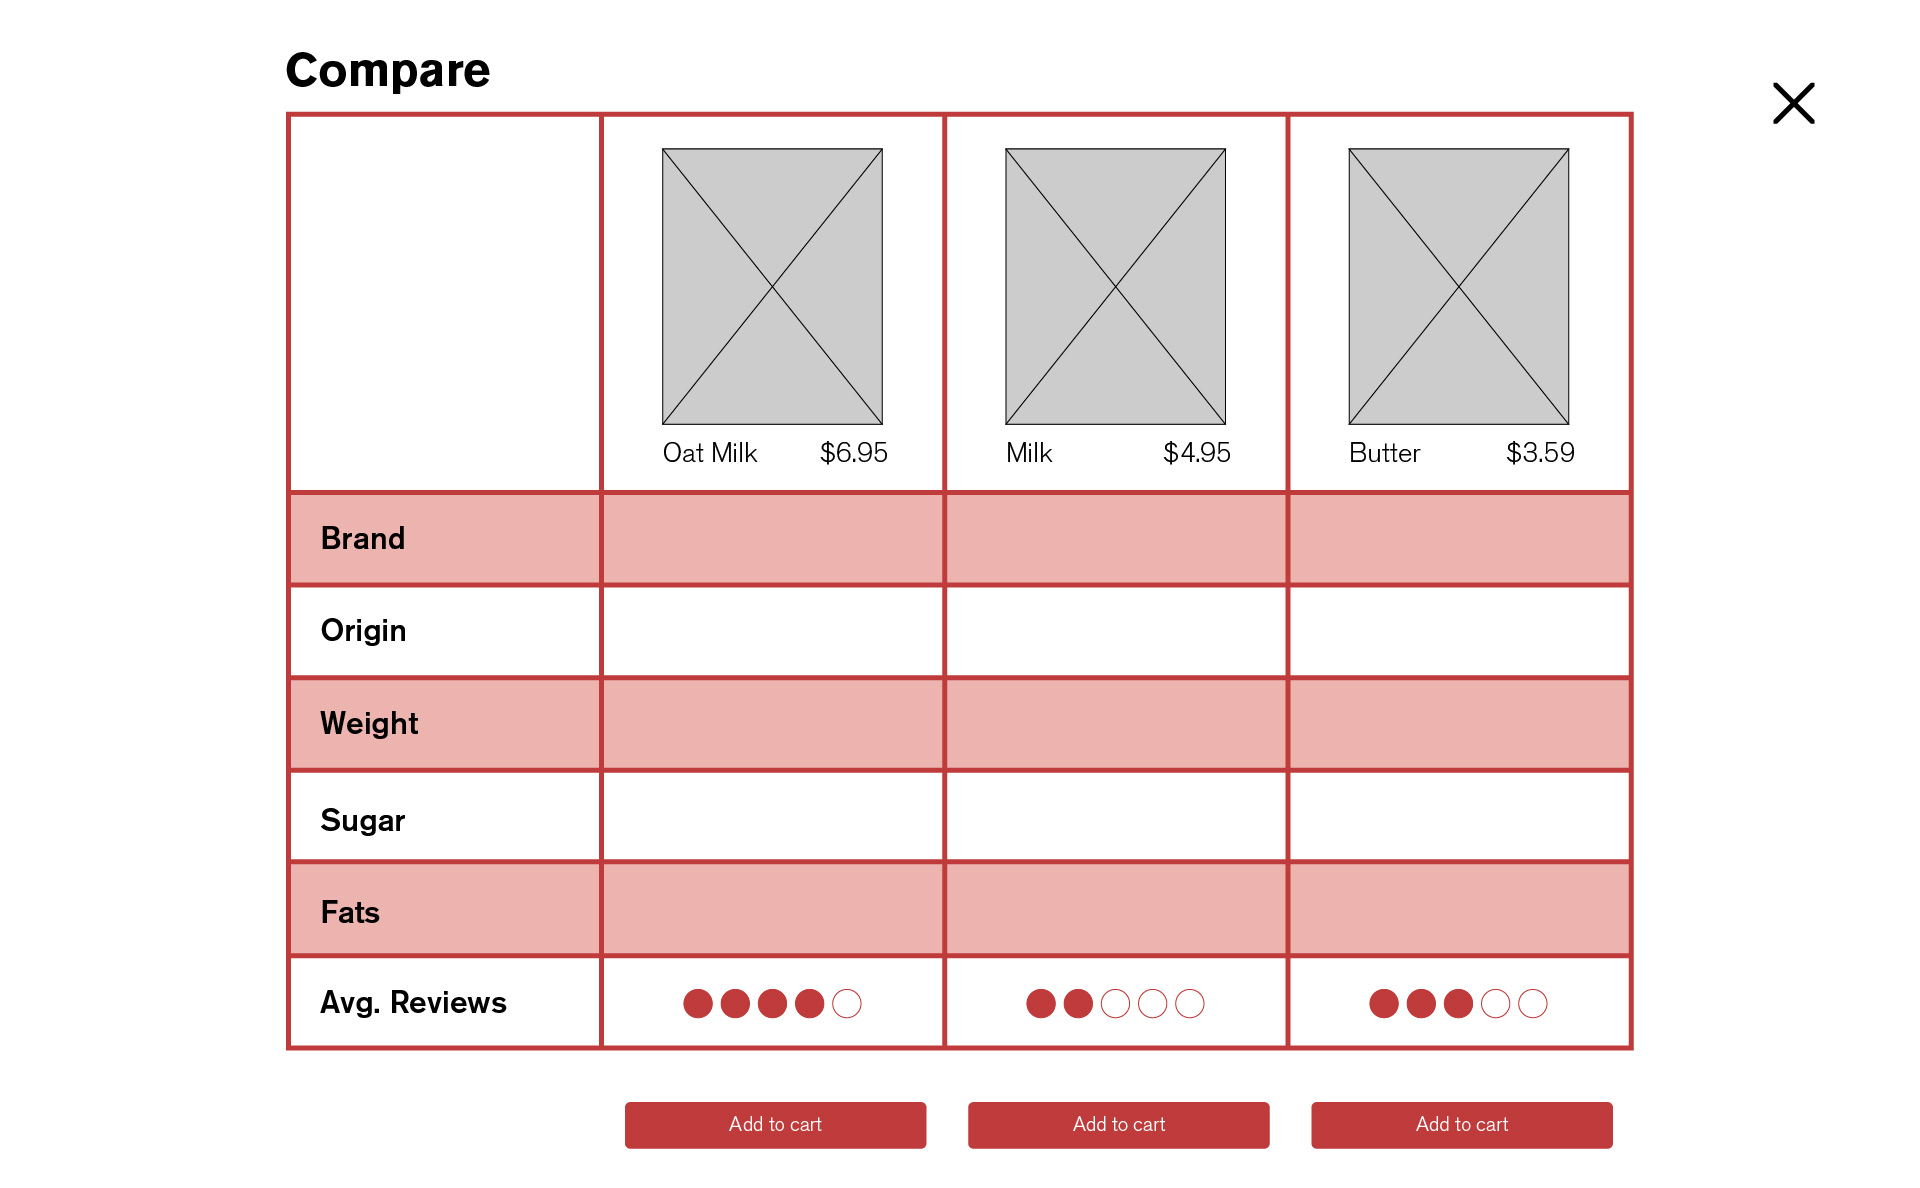 Compare
Oat Milk $6.95
Milk $4.95
Butter $3.59
Brand
Origin
Weight
Sugar
Fats
Avg. Reviews
Add to cart
Add to cart
Add to cart